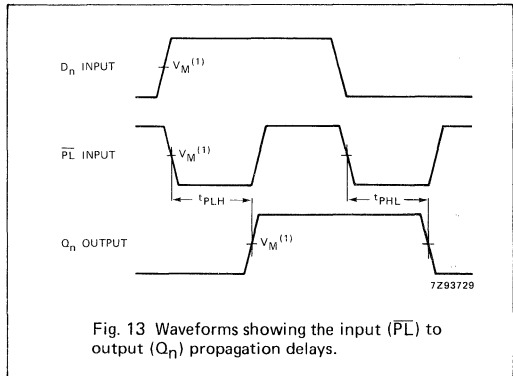 Dn INPUT
VM(1)
PL INPUT
VM(1)
tPLH
tPHL
Qn OUTPUT
VM(1)
7Z93729
Fig. 13 Waveforms showing the input (PL) to
output (Qn) propagation delays.